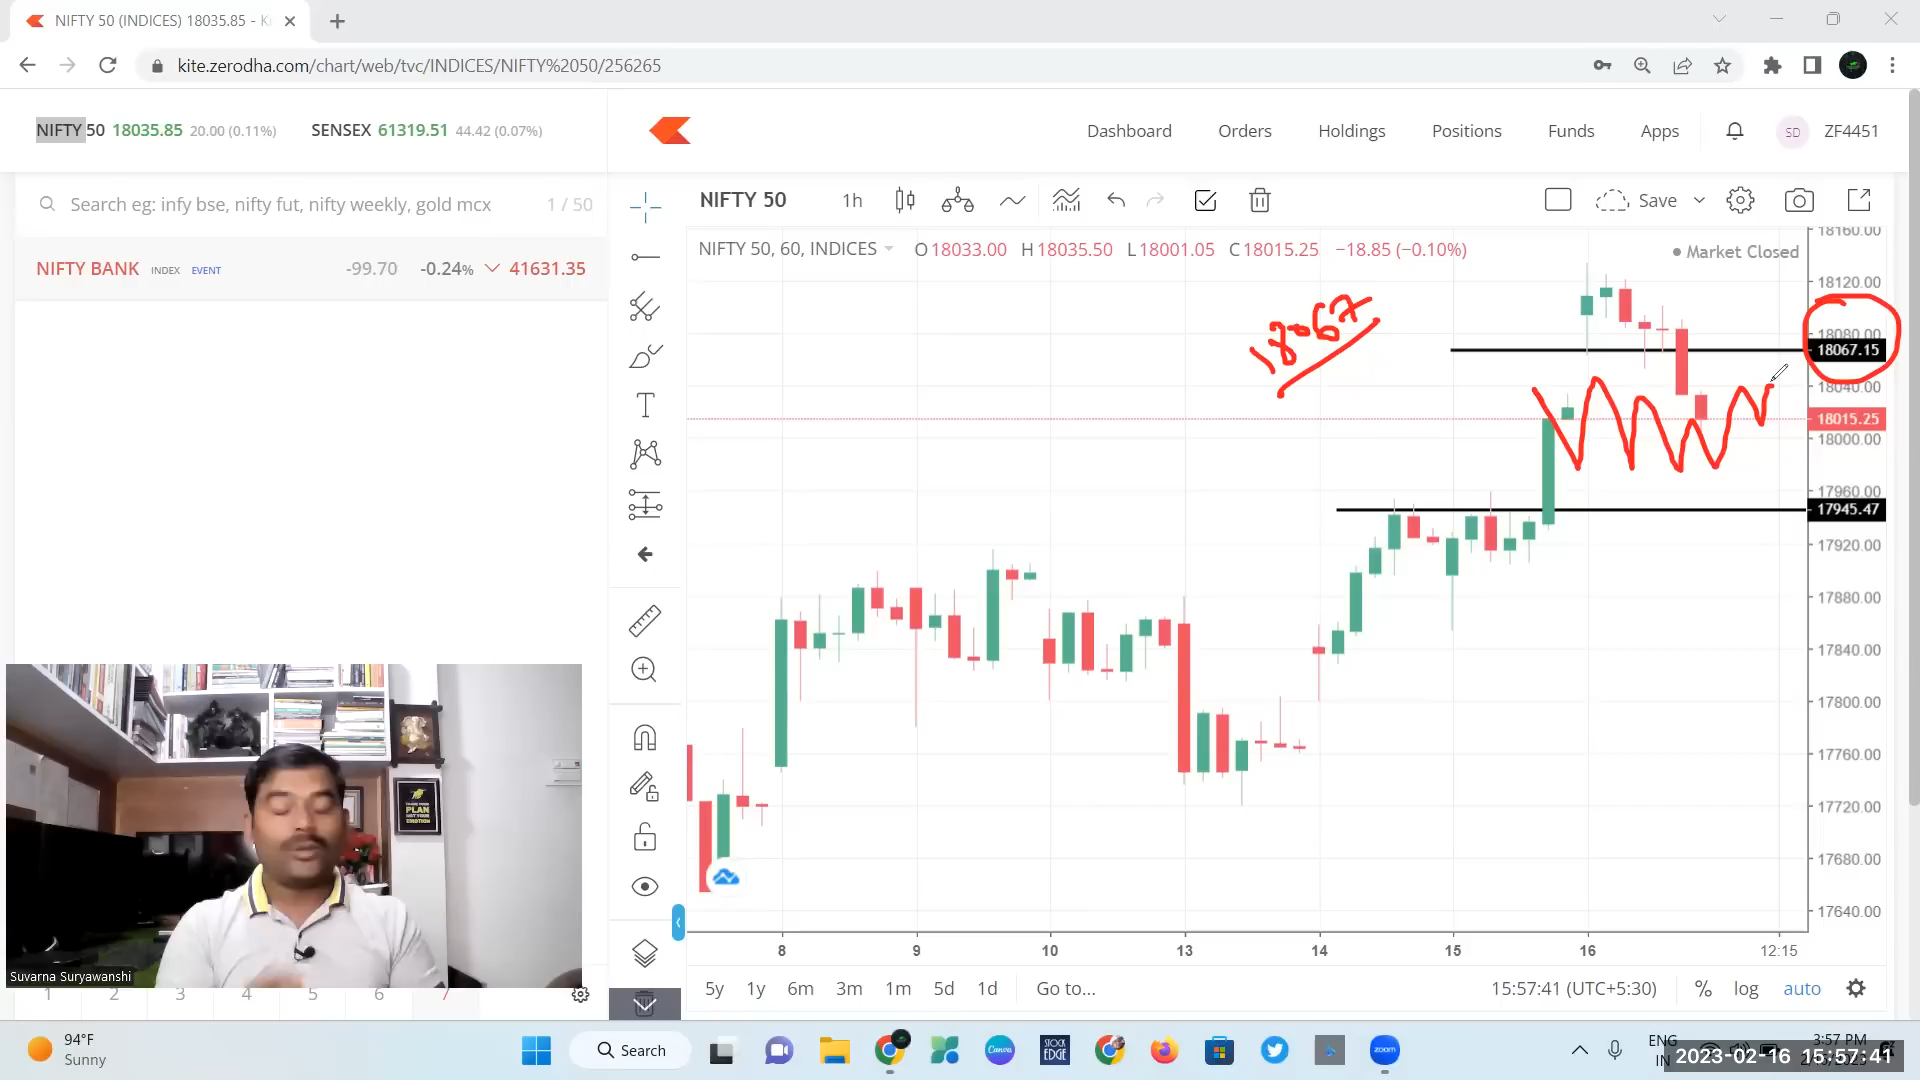 NIFTY 50 (INDICES) 18035.85 - K
kite.zerodha.com/chart/web/tvc/INDICES/NIFTY%2050/256265
NIFTY 50 18035.85 20.00 (0.11%) SENSEX 61319.51 44.42 (0.07%)
Dashboard Orders Holdings Positions Funds Apps SD ZF4451
Search eg: infy bse, nifty fut, nifty weekly, gold mcx 1 / 50
NIFTY BANK INDEX EVENT -99.70 -0.24% 41631.35
NIFTY 50 1h Save
NIFTY 50, 60, INDICES O 18033.00 H 18035.50 L 18001.05 C 18015.25 −18.85 (−0.10%)
Market Closed
18067
18160.00
18120.00
18080.00
18067.15
18040.00
18015.25
18000.00
17960.00
17945.47
17920.00
17880.00
17840.00
17800.00
17760.00
17720.00
17680.00
17640.00
8 9 10 13 14 15 16 12:15
5y 1y 6m 3m 1m 5d 1d Go to... 15:57:41 (UTC+5:30) % log auto
PLAN
Suvarna Suryawanshi
1 2 3 4 5 6 7
94°F
Sunny
Search
Canva
STOCK EDGE
zoom
ENG
IN
3:57 PM
2023-02-16 15:57:41